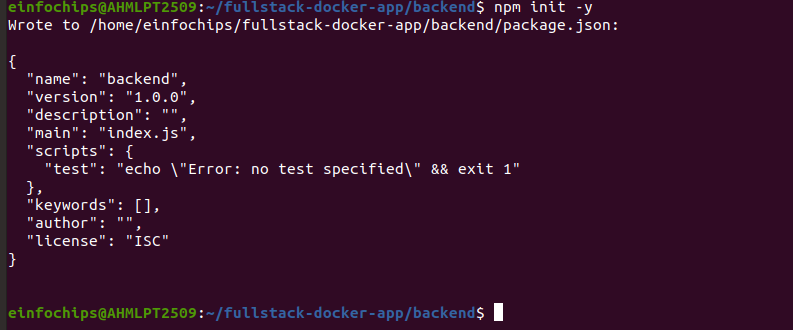 einfochips@AHMLPT2509:~/fullstack-docker-app/backend$ npm init -y
Wrote to /home/einfochips/fullstack-docker-app/backend/package.json:

{
  "name": "backend",
  "version": "1.0.0",
  "description": "",
  "main": "index.js",
  "scripts": {
    "test": "echo \"Error: no test specified\" && exit 1"
  },
  "keywords": [],
  "author": "",
  "license": "ISC"
}


einfochips@AHMLPT2509:~/fullstack-docker-app/backend$